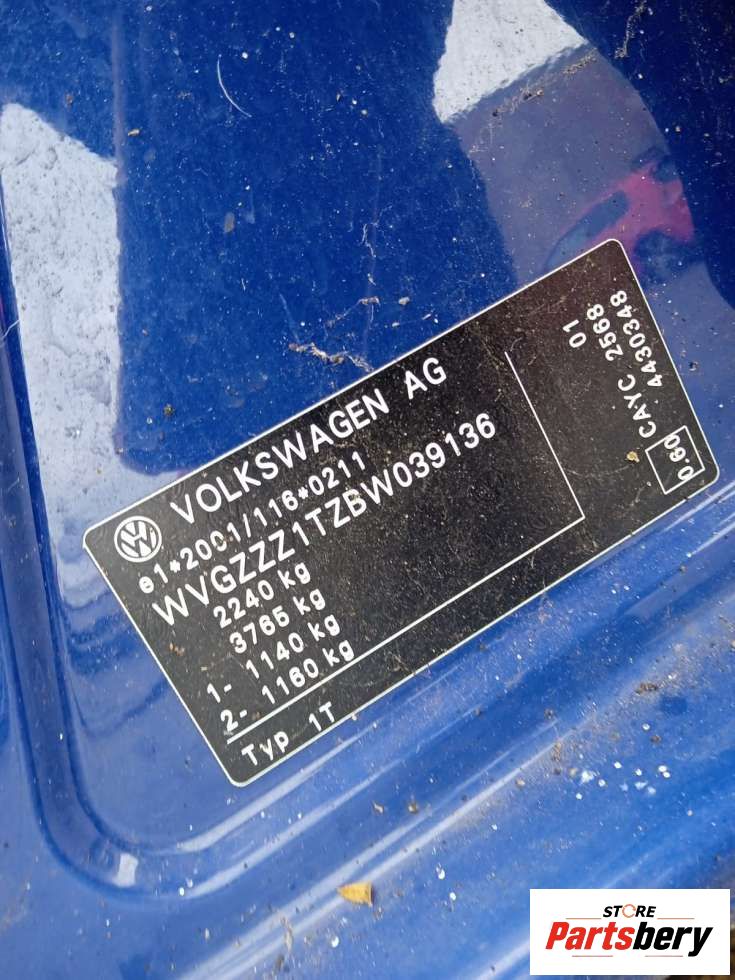 VOLKSWAGEN AG
e1*2001/116*0211
WVGZZZ1TZBW039136
2240 kg
3765 kg
1- 1140 kg
2- 1160 kg
Typ 1T
01
CAYC 2568
4430348
0.60
STORE
Partsbery